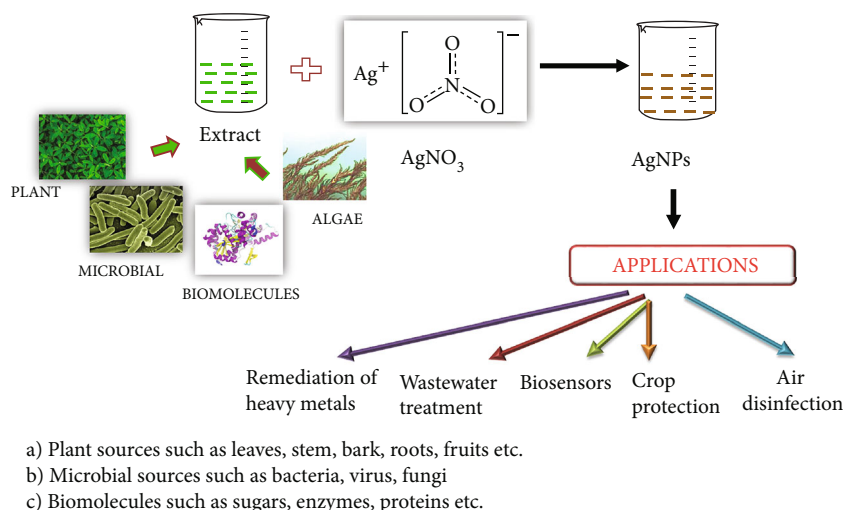 Extract
Ag+
O
N
O
O
−
AgNO3
AgNPs
PLANT
MICROBIAL
BIOMOLECULES
ALGAE
APPLICATIONS
Remediation of
heavy metals
Wastewater
treatment
Biosensors
Crop
protection
Air
disinfection
a) Plant sources such as leaves, stem, bark, roots, fruits etc.
b) Microbial sources such as bacteria, virus, fungi
c) Biomolecules such as sugars, enzymes, proteins etc.